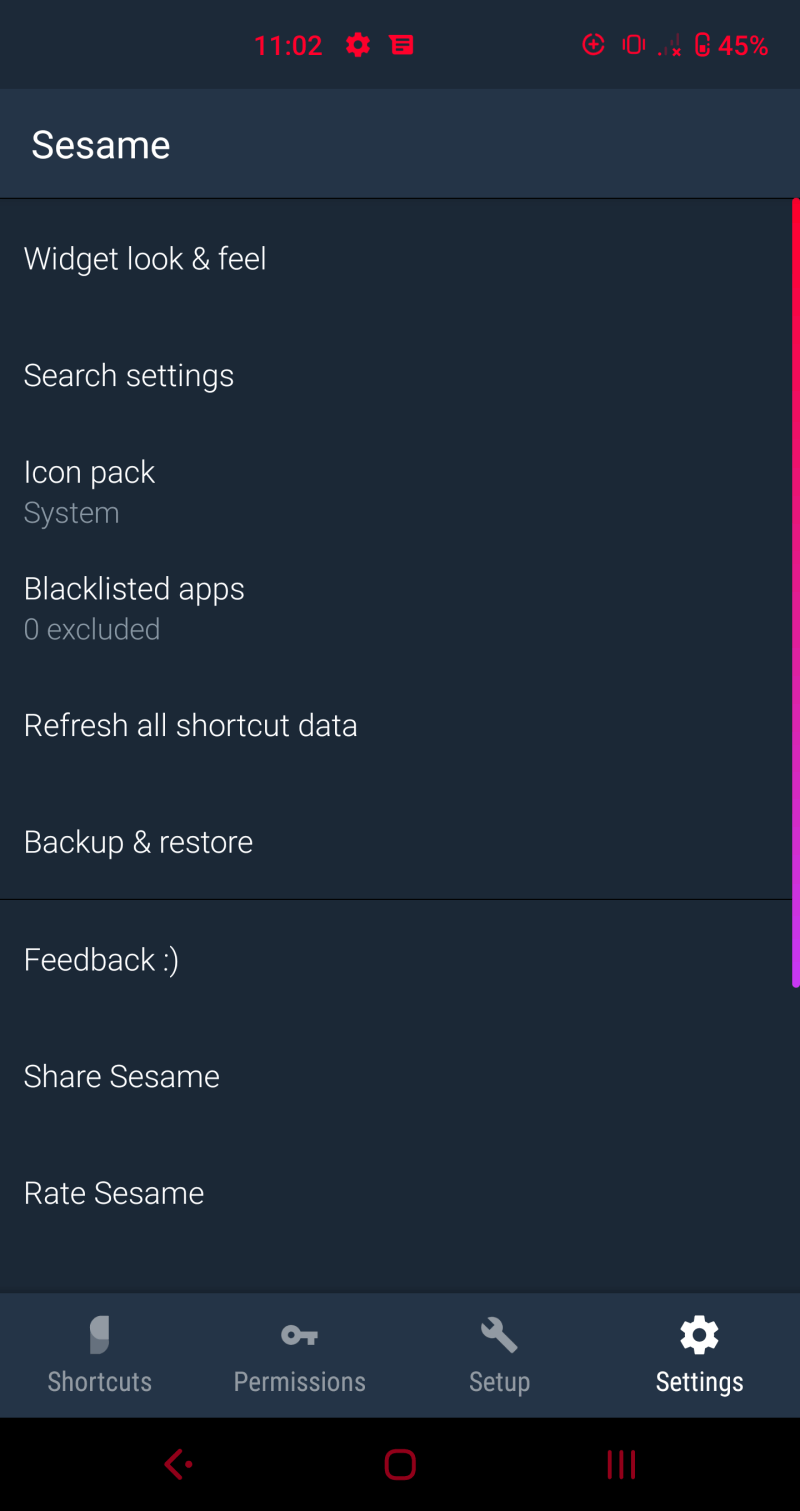 11:02 45%
Sesame
Widget look & feel
Search settings
Icon pack
System
Blacklisted apps
0 excluded
Refresh all shortcut data
Backup & restore
Feedback :)
Share Sesame
Rate Sesame
Shortcuts Permissions Setup Settings